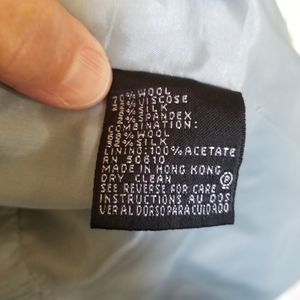 % WOOL
% VISCOSE
% SILK
% SPANDEX
COMBINATION:
% WOOL
% SILK
LINING: 100% ACETATE
RN 50610
MADE IN HONG KONG
DRY CLEAN P
SEE REVERSE FOR CARE
INSTRUCTIONS AU DOS
VER AL DORSO PARA CUIDADO